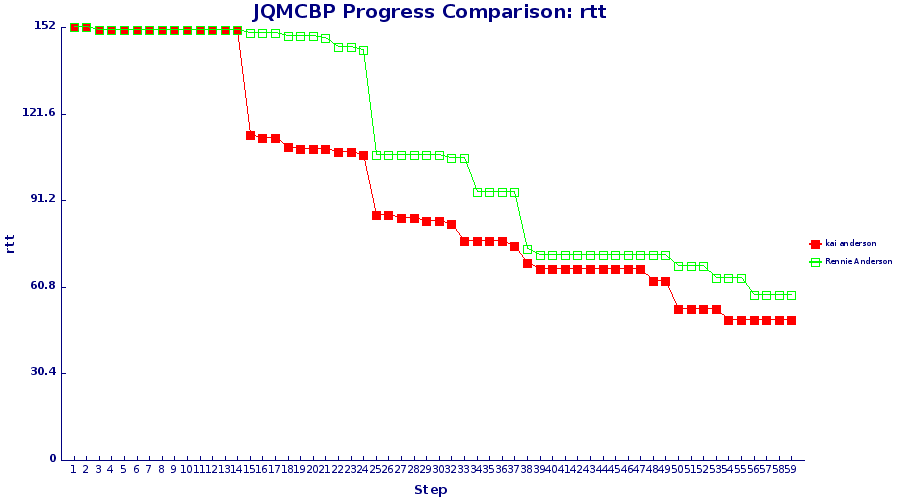 JQMCBP Progress Comparison: rtt
152
121.6
91.2
60.8
30.4
0
rtt
1 2 3 4 5 6 7 8 9 10 11 12 13 14 15 16 17 18 19 20 21 22 23 24 25 26 27 28 29 30 31 32 33 34 35 36 37 38 39 40 41 42 43 44 45 46 47 48 49 50 51 52 53 54 55 56 57 58 59
Step
kai anderson
Rennie Anderson